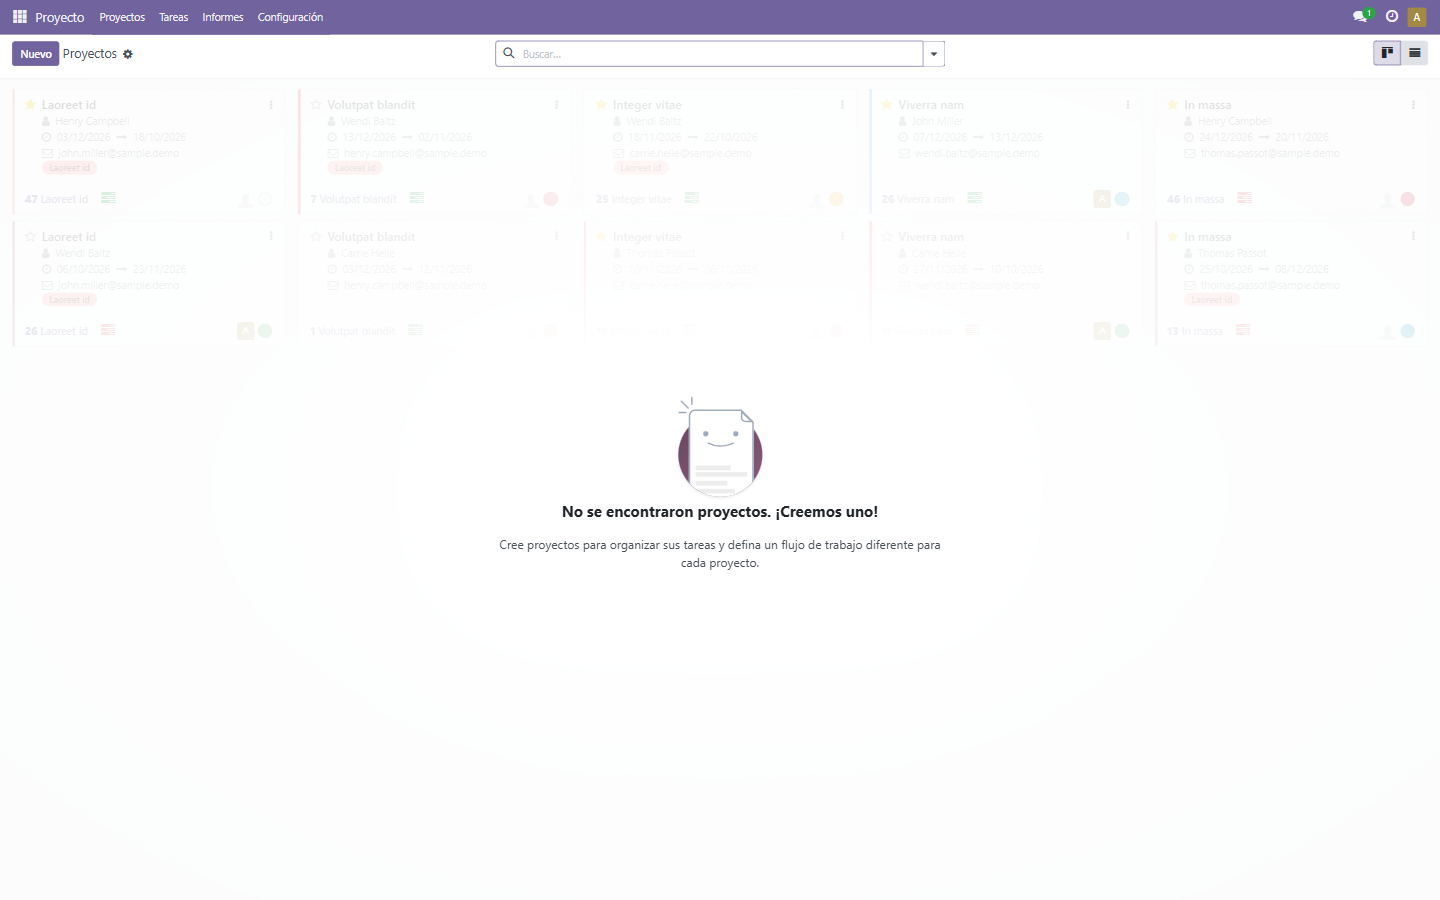 Proyecto Proyectos Tareas Informes Configuración 1 A
Nuevo Proyectos Buscar...
Laoreet id
Henry Campbell
03/12/2026 → 18/10/2026
john.miller@sample.demo
Laoreet id
47 Laoreet id
Volutpat blandit
Wendi Baltz
13/12/2026 → 02/11/2026
henry.campbell@sample.demo
Laoreet id
7 Volutpat blandit
Integer vitae
Wendi Baltz
18/11/2026 → 22/10/2026
carrie.helle@sample.demo
Laoreet id
25 Integer vitae
Viverra nam
John Miller
07/12/2026 → 13/12/2026
wendi.baltz@sample.demo
26 Viverra nam A
In massa
Henry Campbell
24/12/2026 → 20/11/2026
thomas.passot@sample.demo
46 In massa
Laoreet id
Wendi Baltz
06/10/2026 → 23/11/2026
john.miller@sample.demo
Laoreet id
26 Laoreet id A
Volutpat blandit
Carrie Helle
03/12/2026 → 12/11/2026
henry.campbell@sample.demo
1 Volutpat blandit
Integer vitae
Thomas Passot
Viverra nam
Carrie Helle
wendi.baltz@sample.demo
A
In massa
Thomas Passot
25/10/2026 → 08/12/2026
thomas.passot@sample.demo
Laoreet id
13 In massa
No se encontraron proyectos. ¡Creemos uno!
Cree proyectos para organizar sus tareas y defina un flujo de trabajo diferente para
cada proyecto.